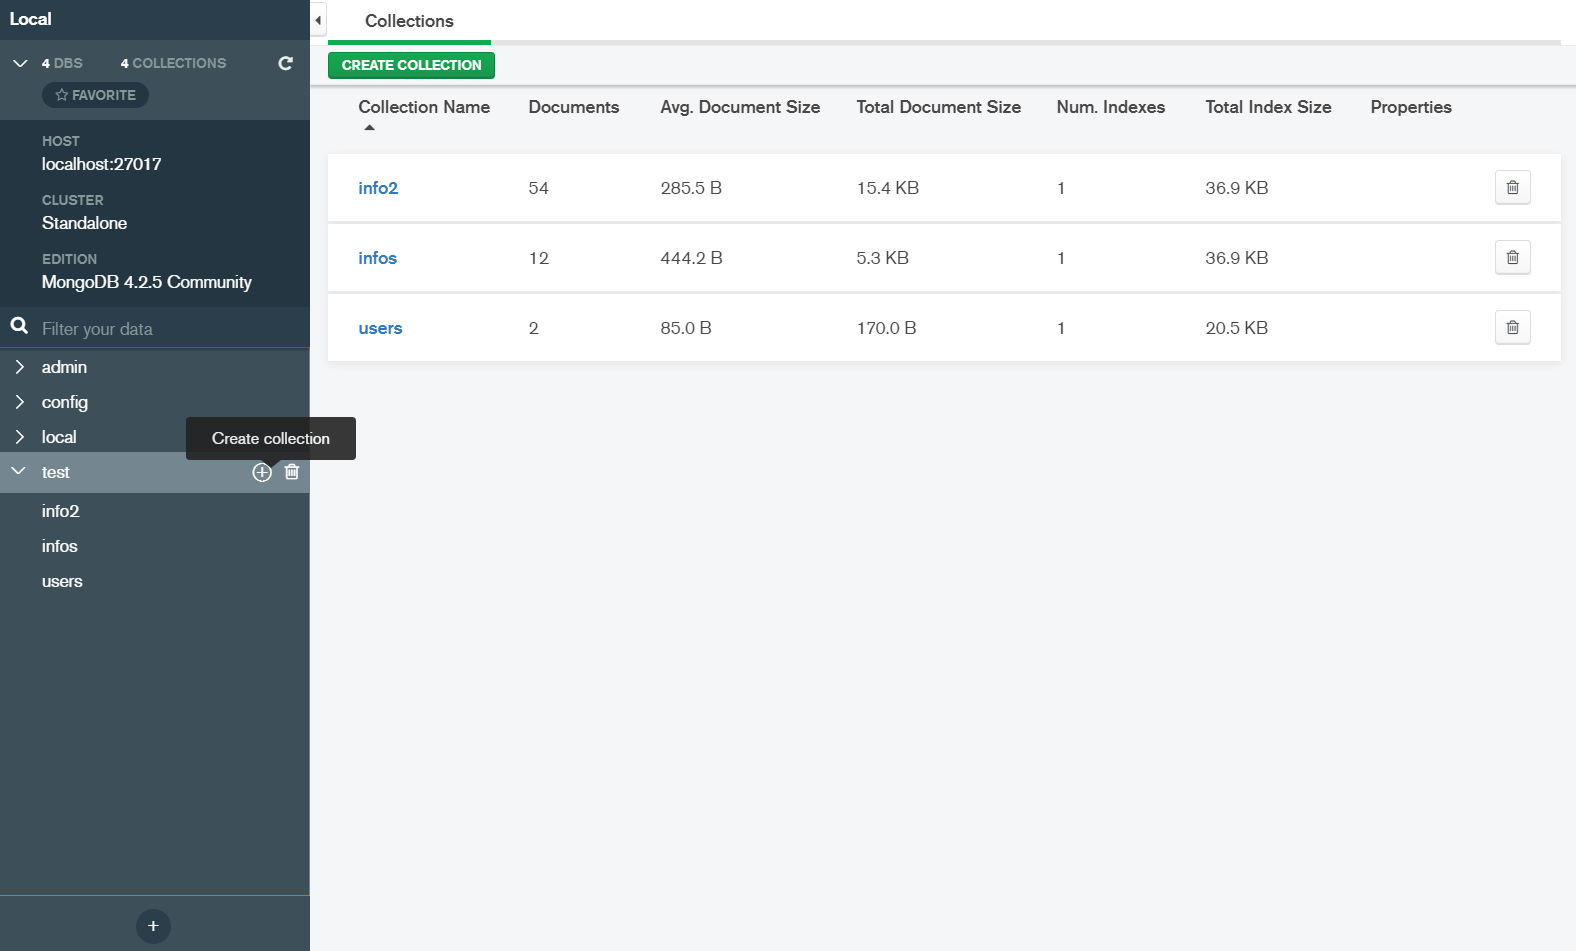 Local
4 DBS 4 COLLECTIONS
FAVORITE
HOST
localhost:27017
CLUSTER
Standalone
EDITION
MongoDB 4.2.5 Community
Filter your data
admin
config
local
Create collection
test
info2
infos
users
+
Collections
CREATE COLLECTION
Collection Name Documents Avg. Document Size Total Document Size Num. Indexes Total Index Size Properties
info2 54 285.5 B 15.4 KB 1 36.9 KB
infos 12 444.2 B 5.3 KB 1 36.9 KB
users 2 85.0 B 170.0 B 1 20.5 KB